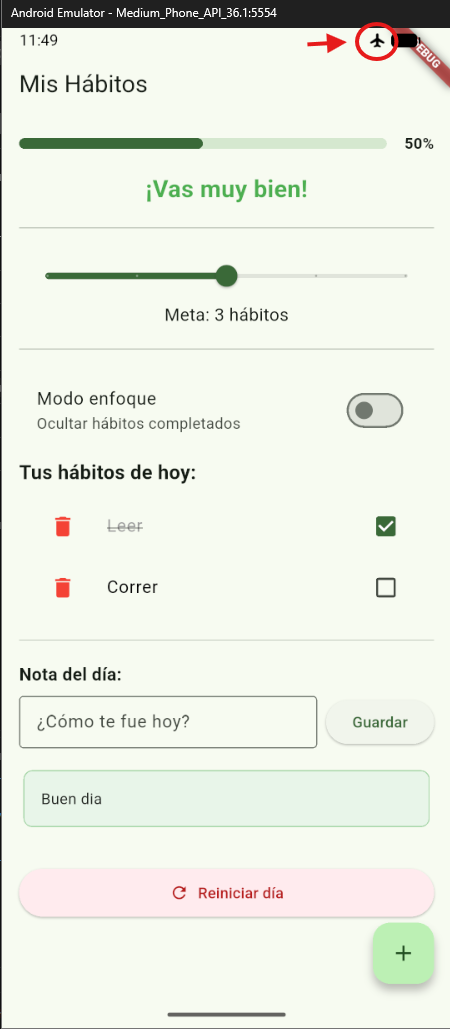 Android Emulator - Medium_Phone_API_36.1:5554
11:49
DEBUG
Mis Hábitos
50%
¡Vas muy bien!
Meta: 3 hábitos
Modo enfoque
Ocultar hábitos completados
Tus hábitos de hoy:
Leer
Correr
Nota del día:
¿Cómo te fue hoy?
Guardar
Buen dia
Reiniciar día